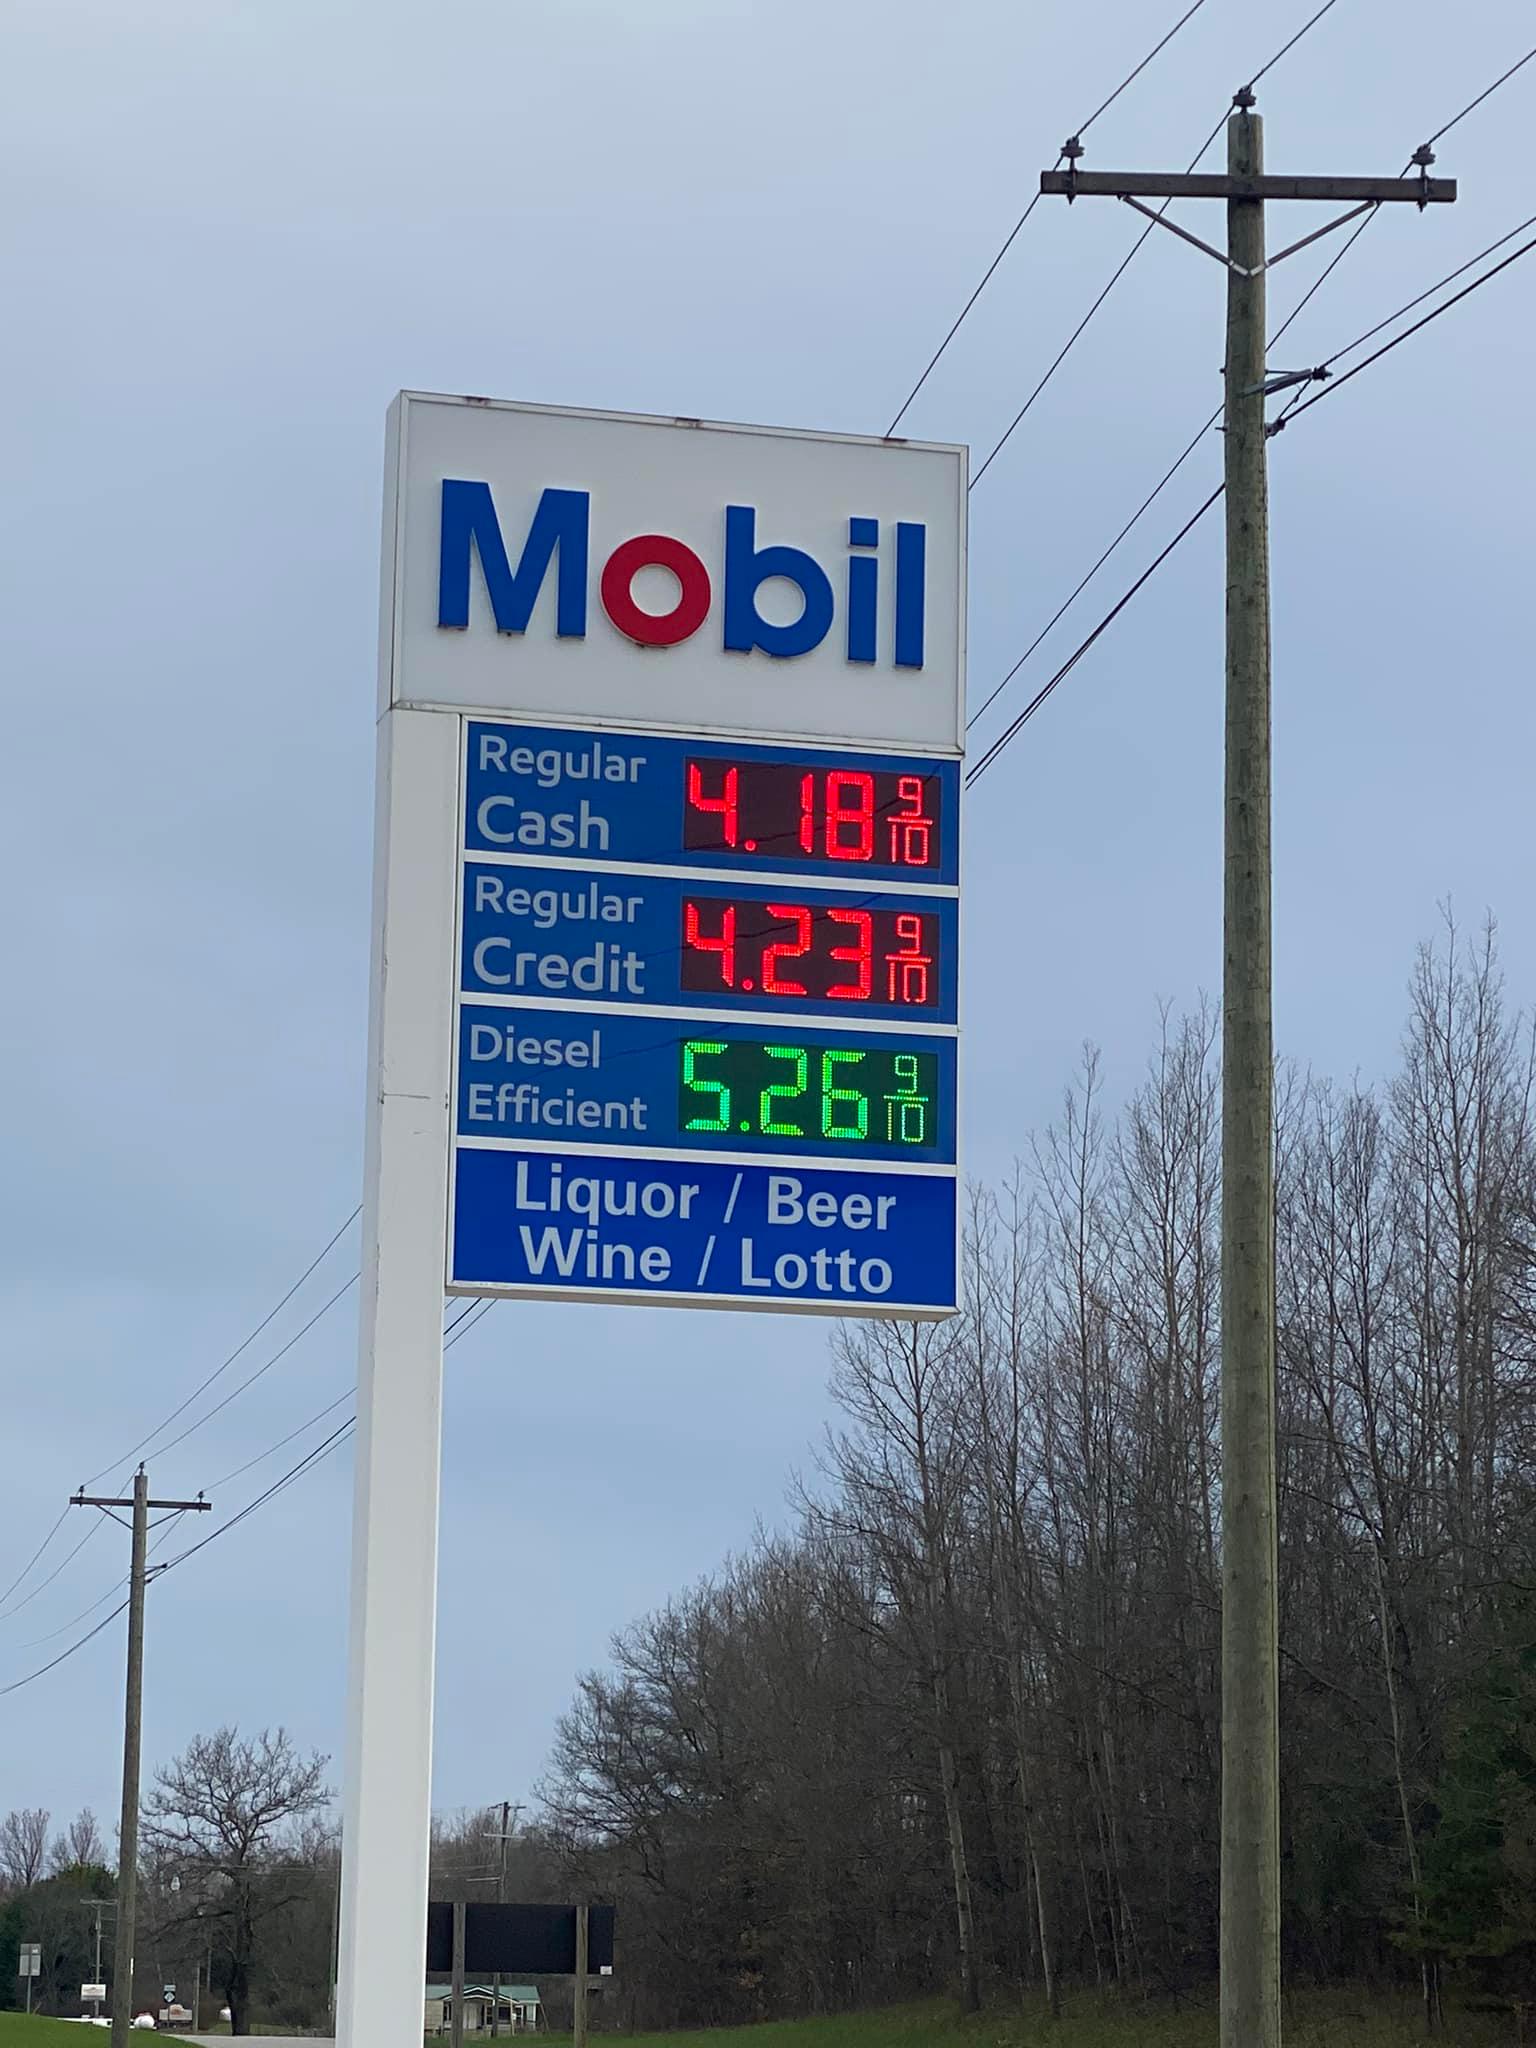 Mobil
Regular
Cash
4.18 9/10
Regular
Credit
4.23 9/10
Diesel
Efficient
5.26 9/10
Liquor / Beer
Wine / Lotto